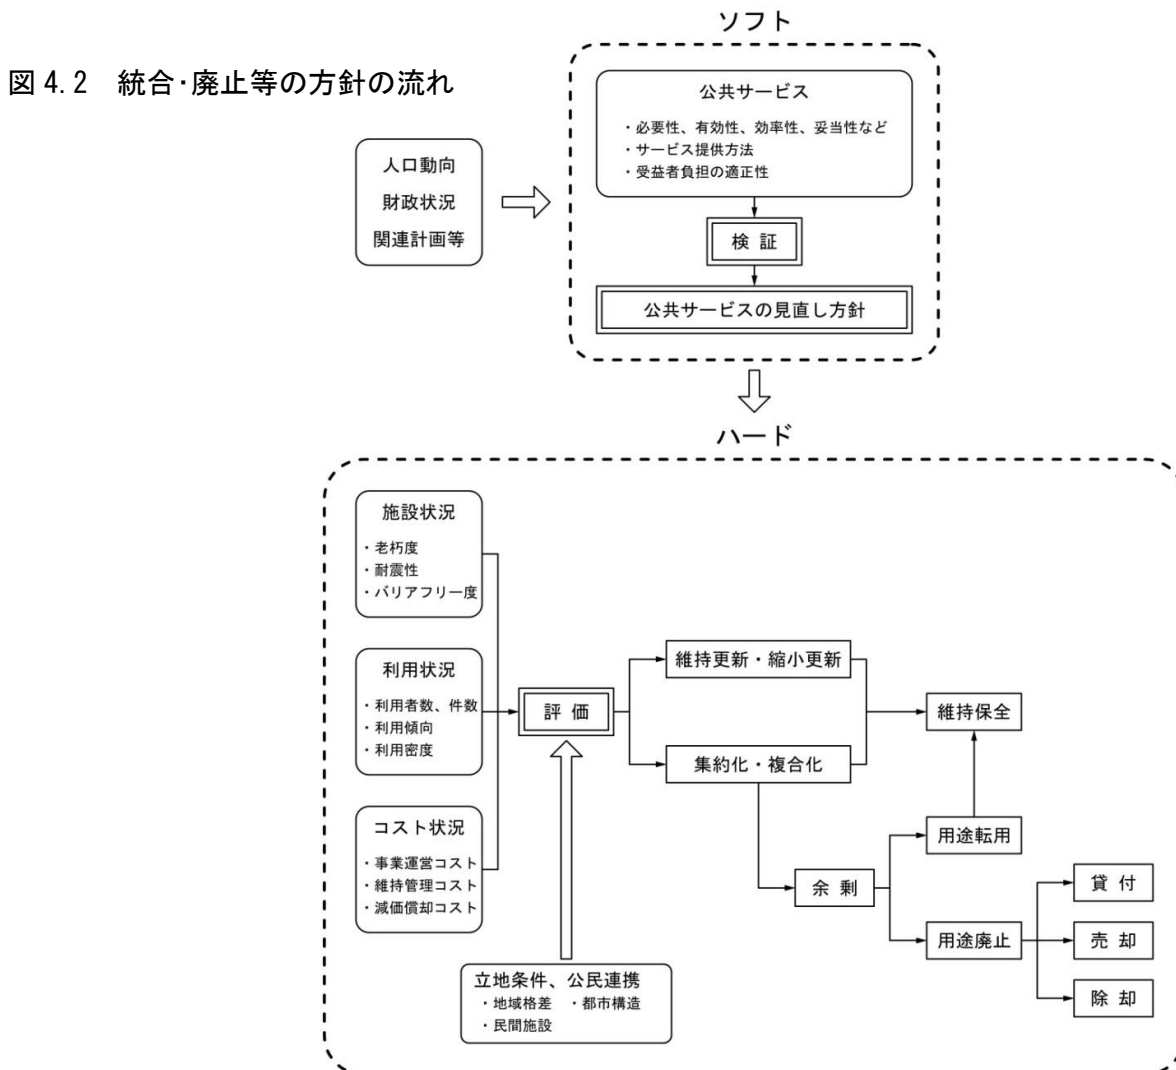 ソフト
図 4.2 統合・廃止等の方針の流れ
公共サービス
・必要性、有効性、効率性、妥当性など
・サービス提供方法
・受益者負担の適正性
人口動向
財政状況
関連計画等
検 証
公共サービスの見直し方針
ハード
施設状況
・老朽度
・耐震性
・バリアフリー度
利用状況
・利用者数、件数
・利用傾向
・利用密度
コスト状況
・事業運営コスト
・維持管理コスト
・減価償却コスト
評 価
立地条件、公民連携
・地域格差 ・都市構造
・民間施設
維持更新・縮小更新
集約化・複合化
維持保全
余 剰
用途転用
用途廃止
貸 付
売 却
除 却